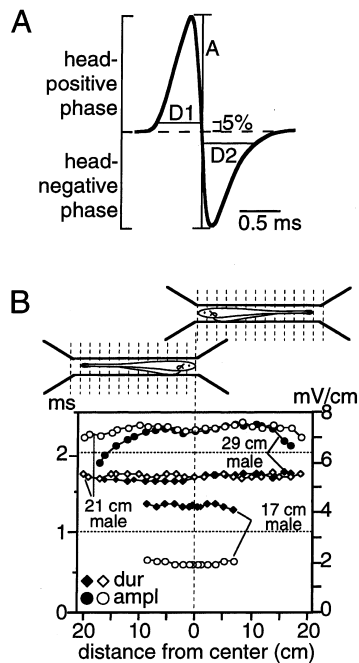 A
head-
positive
phase
head-
negative
phase
A
D1
5%
D2
0.5 ms
B
ms
mV/cm
8
6
4
2
0
2
1
0
29 cm
male
21 cm
male
17 cm
male
dur
ampl
20 10 0 10 20
distance from center (cm)